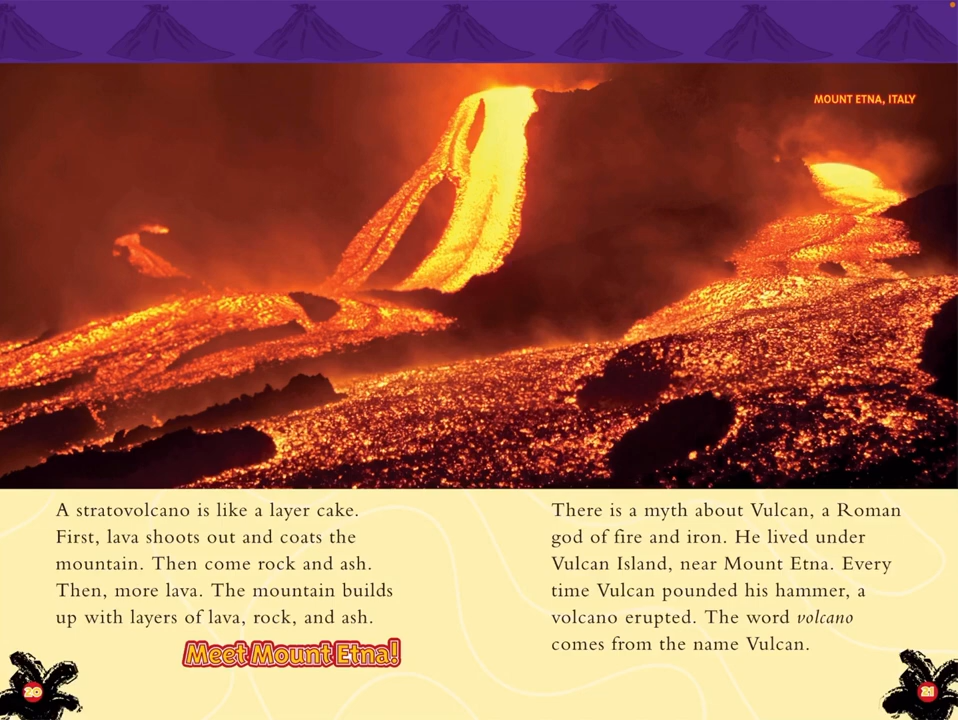 MOUNT ETNA, ITALY
A stratovolcano is like a layer cake.
First, lava shoots out and coats the
mountain. Then come rock and ash.
Then, more lava. The mountain builds
up with layers of lava, rock, and ash.
Meet Mount Etna!
20
There is a myth about Vulcan, a Roman
god of fire and iron. He lived under
Vulcan Island, near Mount Etna. Every
time Vulcan pounded his hammer, a
volcano erupted. The word volcano
comes from the name Vulcan.
21